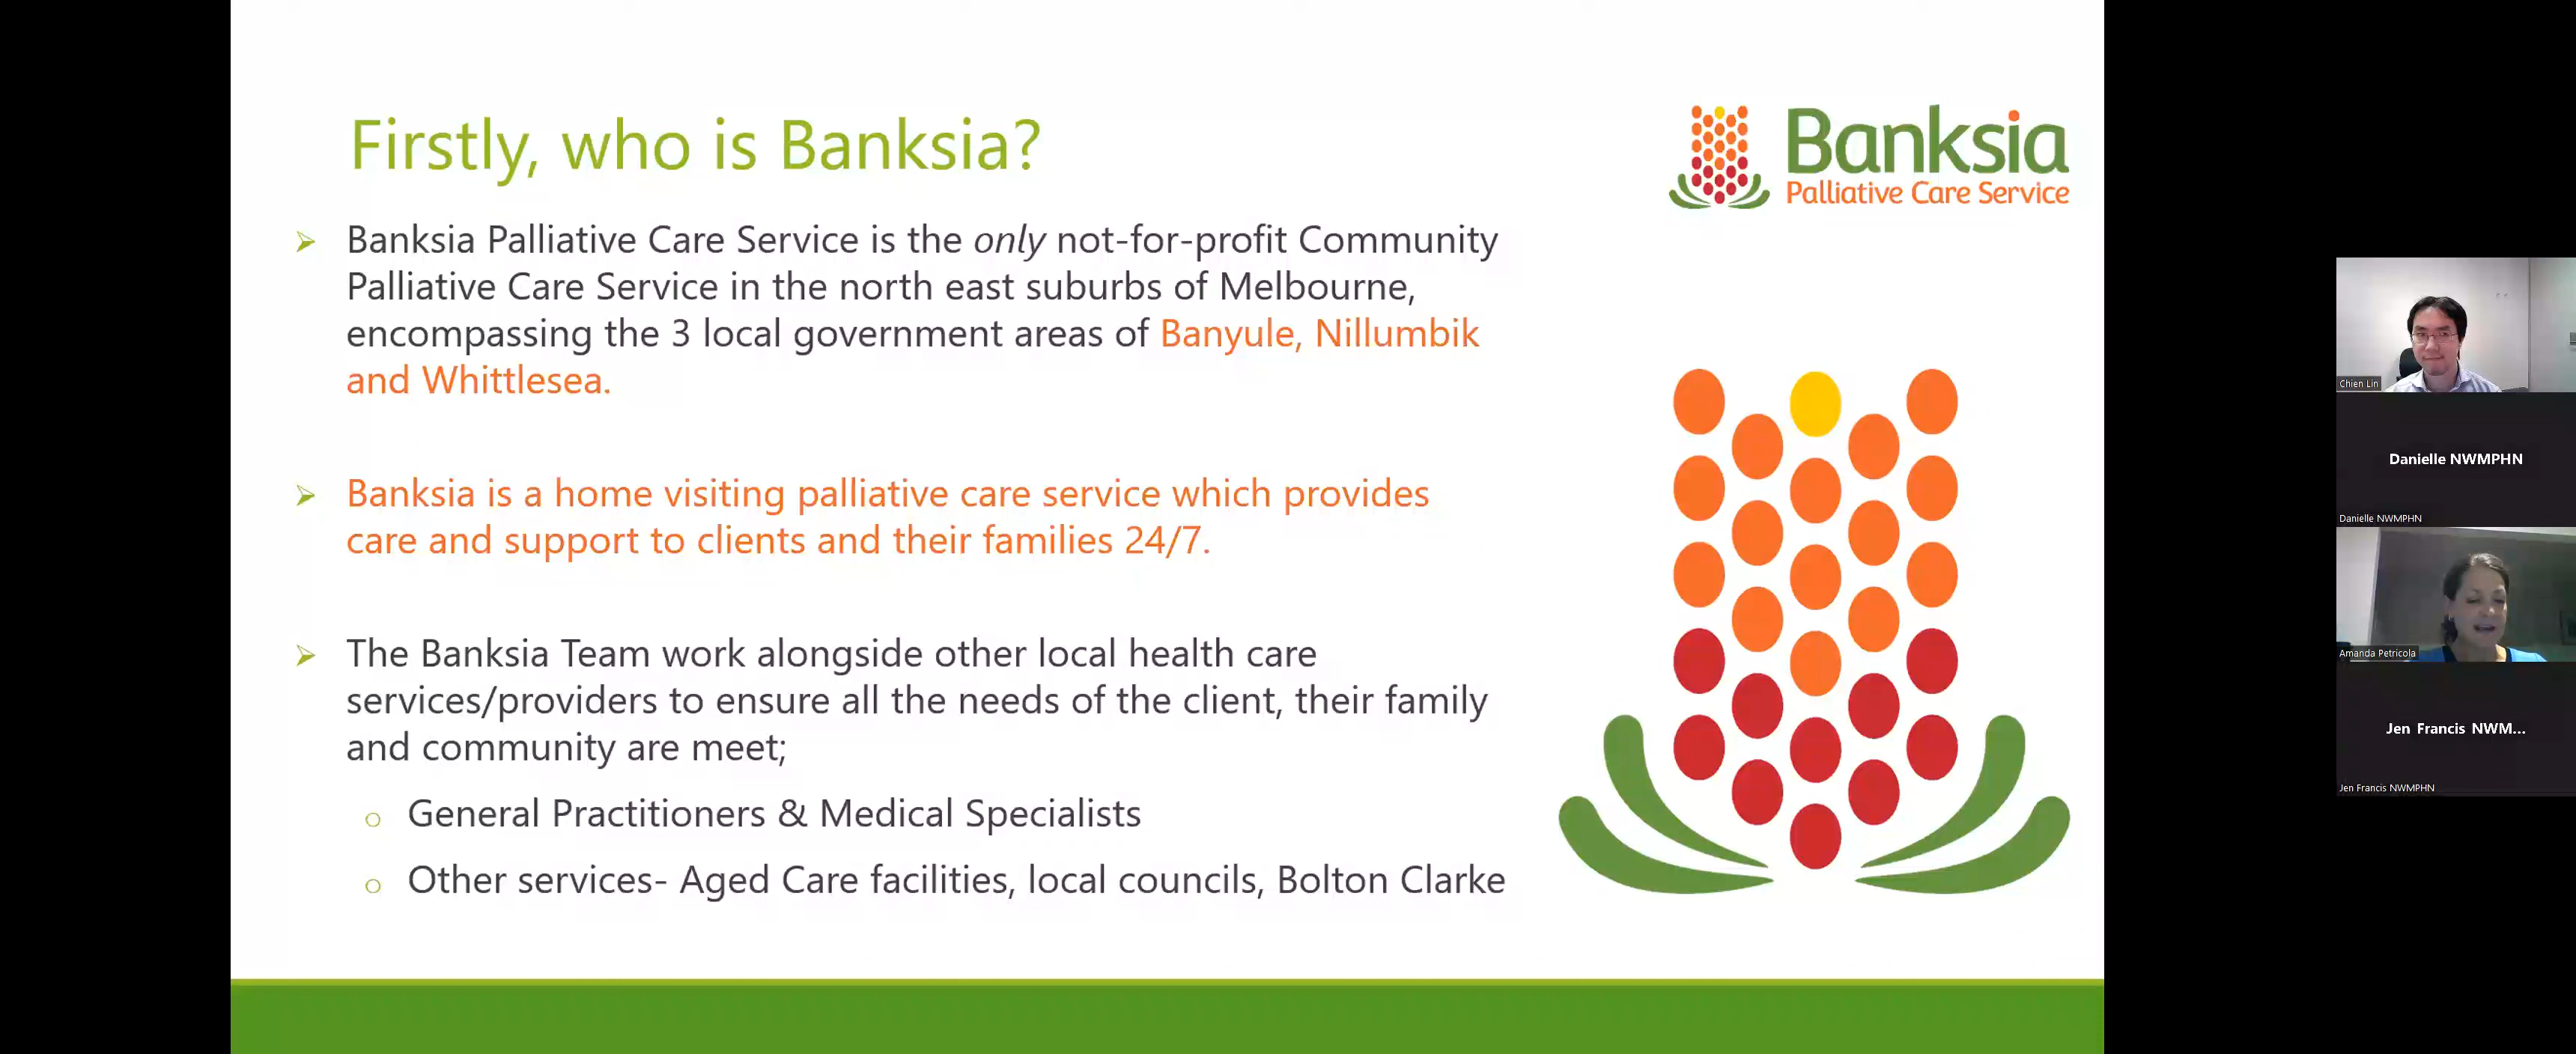 Firstly, who is Banksia?
Banksia
Palliative Care Service
Banksia Palliative Care Service is the only not-for-profit Community
Palliative Care Service in the north east suburbs of Melbourne,
encompassing the 3 local government areas of Banyule, Nillumbik
and Whittlesea.
Banksia is a home visiting palliative care service which provides
care and support to clients and their families 24/7.
The Banksia Team work alongside other local health care
services/providers to ensure all the needs of the client, their family
and community are meet;
General Practitioners & Medical Specialists
Other services- Aged Care facilities, local councils, Bolton Clarke
Chien Lin
Danielle NWMPHN
Danielle NWMPHN
Amanda Petricola
Jen Francis NWM...
Jen Francis NWMPHN